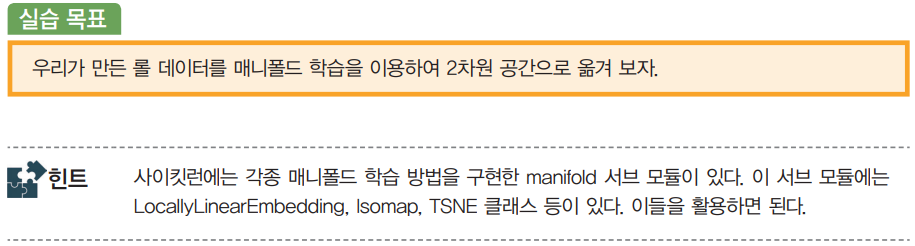 실습 목표
우리가 만든 롤 데이터를 매니폴드 학습을 이용하여 2차원 공간으로 옮겨 보자.
힌트 사이킷런에는 각종 매니폴드 학습 방법을 구현한 manifold 서브 모듈이 있다. 이 서브 모듈에는
LocallyLinearEmbedding, Isomap, TSNE 클래스 등이 있다. 이들을 활용하면 된다.